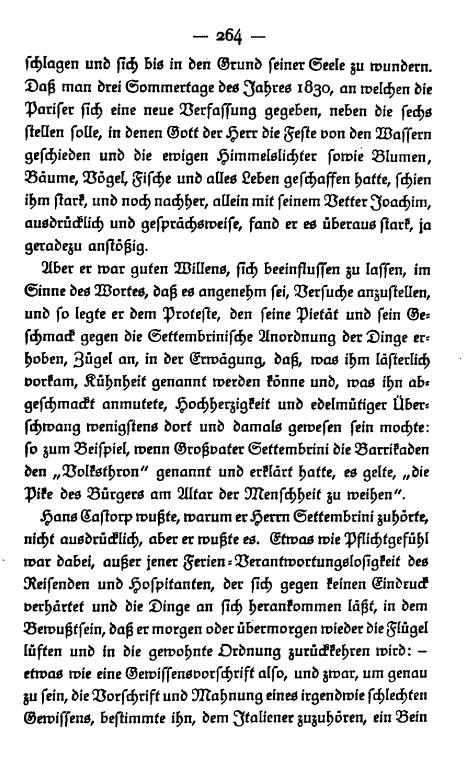 — 264 —
schlagen und sich bis in den Grund seiner Seele zu wundern.
Daß man drei Sommertage des Jahres 1830, an welchen die
Pariser sich eine neue Verfassung gegeben, neben die sechs
stellen solle, in denen Gott der Herr die Feste von den Wassern
geschieden und die ewigen Himmelslichter sowie Blumen,
Bäume, Vögel, Fische und alles Leben geschaffen hatte, schien
ihm stark, und noch nachher, allein mit seinem Vetter Joachim,
ausdrücklich und gesprächsweise, fand er es überaus stark, ja
geradezu anstößig.
Aber er war guten Willens, sich beeinflussen zu lassen, im
Sinne des Wortes, daß es angenehm sei, Versuche anzustellen,
und so legte er dem Proteste, den seine Pietät und sein Ge-
schmack gegen die Settembrinische Anordnung der Dinge er-
hoben, Zügel an, in der Erwägung, daß, was ihm lästerlich
vorkam, Kühnheit genannt werden könne und, was ihn ab-
geschmackt anmutete, Hochherzigkeit und edelmütiger Über-
schwang wenigstens dort und damals gewesen sein mochte:
so zum Beispiel, wenn Großvater Settembrini die Barrikaden
den „Volksthron“ genannt und erklärt hatte, es gelte, „die
Pike des Bürgers am Altar der Menschheit zu weihen“.
Hans Castorp wußte, warum er Herrn Settembrini zuhörte,
nicht ausdrücklich, aber er wußte es. Etwas wie Pflichtgefühl
war dabei, außer jener Ferien-Verantwortungslosigkeit des
Reisenden und Hospitanten, der sich gegen keinen Eindruck
verhärtet und die Dinge an sich herankommen läßt, in dem
Bewußtsein, daß er morgen oder übermorgen wieder die Flügel
lüften und in die gewohnte Ordnung zurückkehren wird: –
etwas wie eine Gewissensvorschrift also, und zwar, um genau
zu sein, die Vorschrift und Mahnung eines irgendwie schlechten
Gewissens, bestimmte ihn, dem Italiener zuzuhören, ein Bein